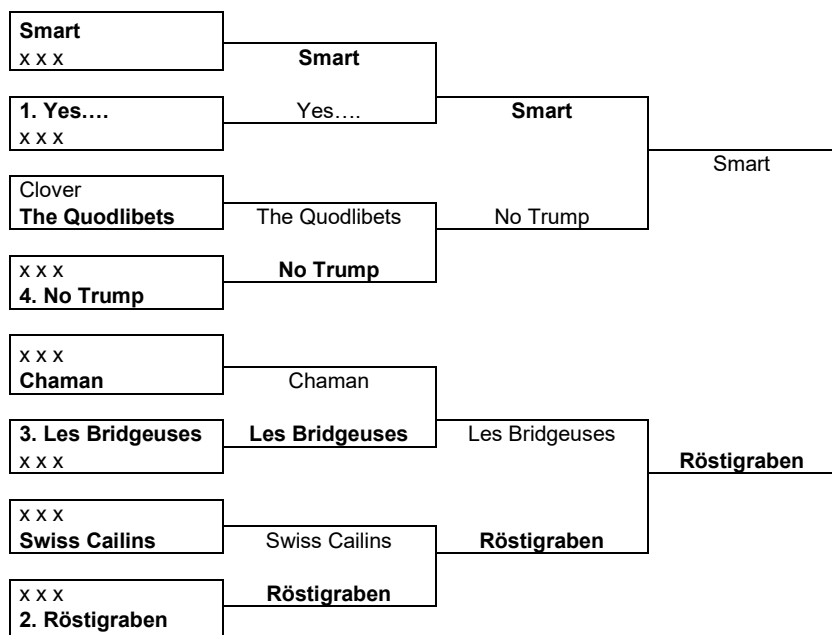 Smart
x x x
Smart
1. Yes….
x x x
Yes….
Smart
Smart
Clover
The Quodlibets
The Quodlibets
No Trump
x x x
4. No Trump
No Trump
x x x
Chaman
Chaman
3. Les Bridgeuses
x x x
Les Bridgeuses
Les Bridgeuses
Röstigraben
x x x
Swiss Cailins
Swiss Cailins
Röstigraben
x x x
2. Röstigraben
Röstigraben